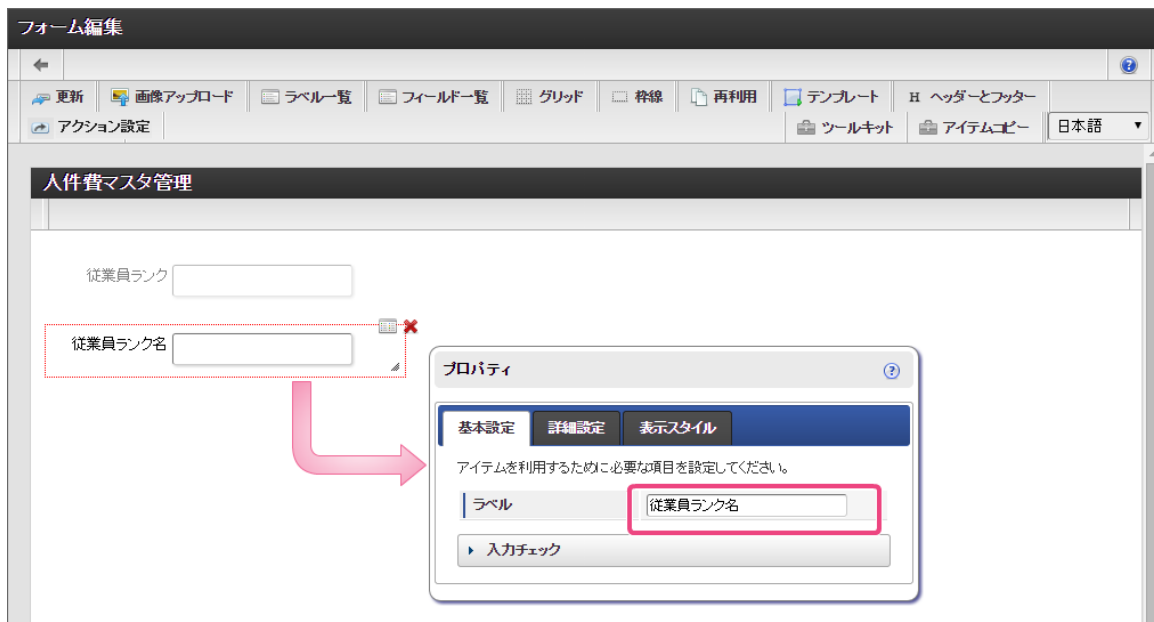 フォーム編集
更新 画像アップロード ラベル一覧 フィールド一覧 グリッド 枠線 再利用 テンプレート H ヘッダーとフッター
アクション設定 ツールキット アイテムコピー 日本語
人件費マスタ管理
従業員ランク
従業員ランク名
プロパティ
基本設定 詳細設定 表示スタイル
アイテムを利用するために必要な項目を設定してください。
ラベル 従業員ランク名
入力チェック